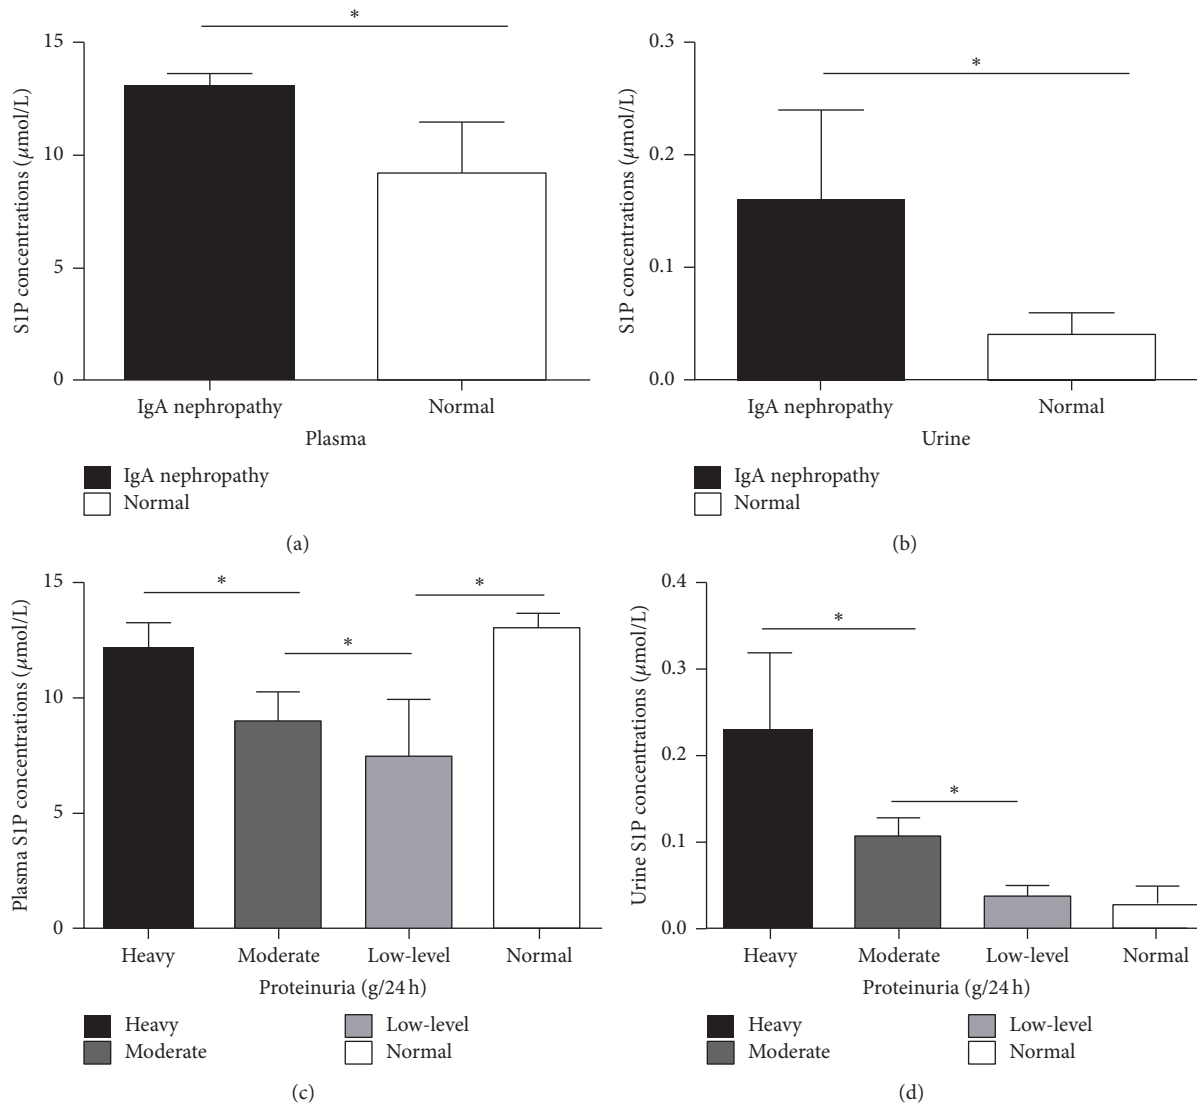 *
15
10
5
0
S1P concentrations (μmol/L)
IgA nephropathy Normal
Plasma
IgA nephropathy
Normal
(a)
*
0.3
0.2
0.1
0.0
S1P concentrations (μmol/L)
IgA nephropathy Normal
Urine
IgA nephropathy
Normal
(b)
* *
*
15
10
5
0
Plasma S1P concentrations (μmol/L)
Heavy Moderate Low-level Normal
Proteinuria (g/24 h)
Heavy Low-level
Moderate Normal
(c)
*
*
0.4
0.3
0.2
0.1
0.0
Urine S1P concentrations (μmol/L)
Heavy Moderate Low-level Normal
Proteinuria (g/24 h)
Heavy Low-level
Moderate Normal
(d)